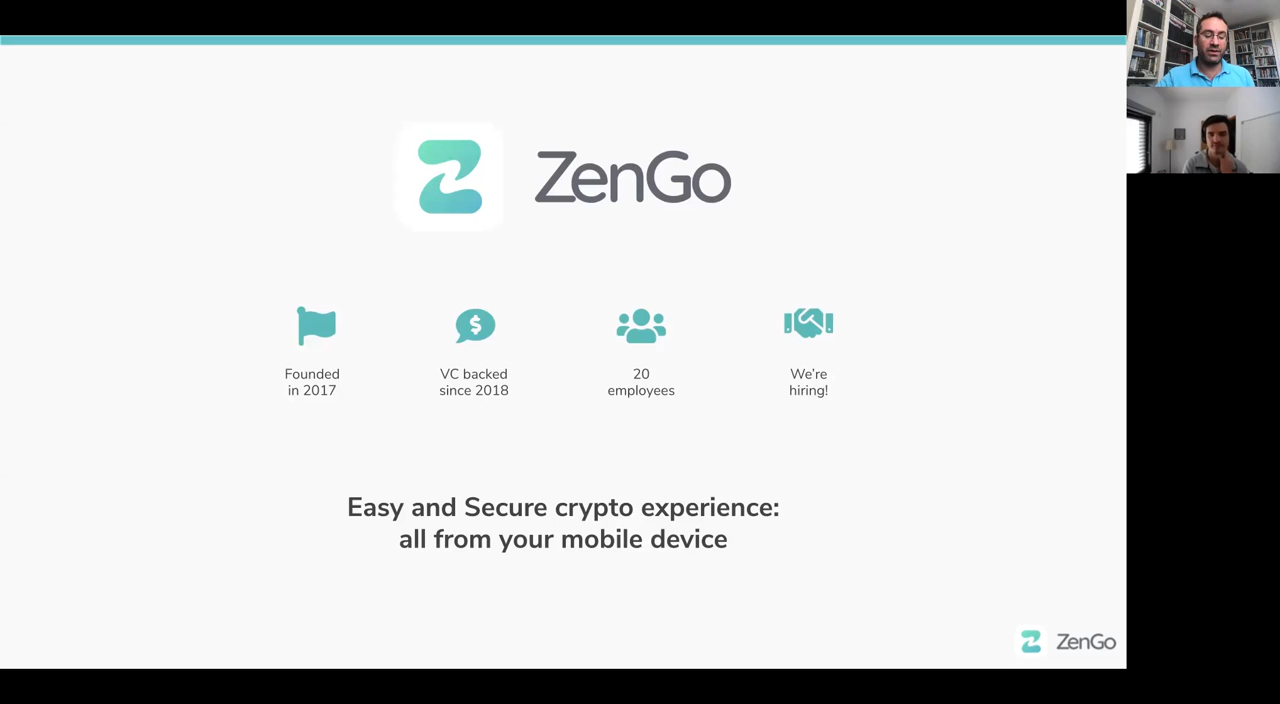 ZenGo
Founded
in 2017
VC backed
since 2018
20
employees
We're
hiring!
Easy and Secure crypto experience:
all from your mobile device
ZenGo